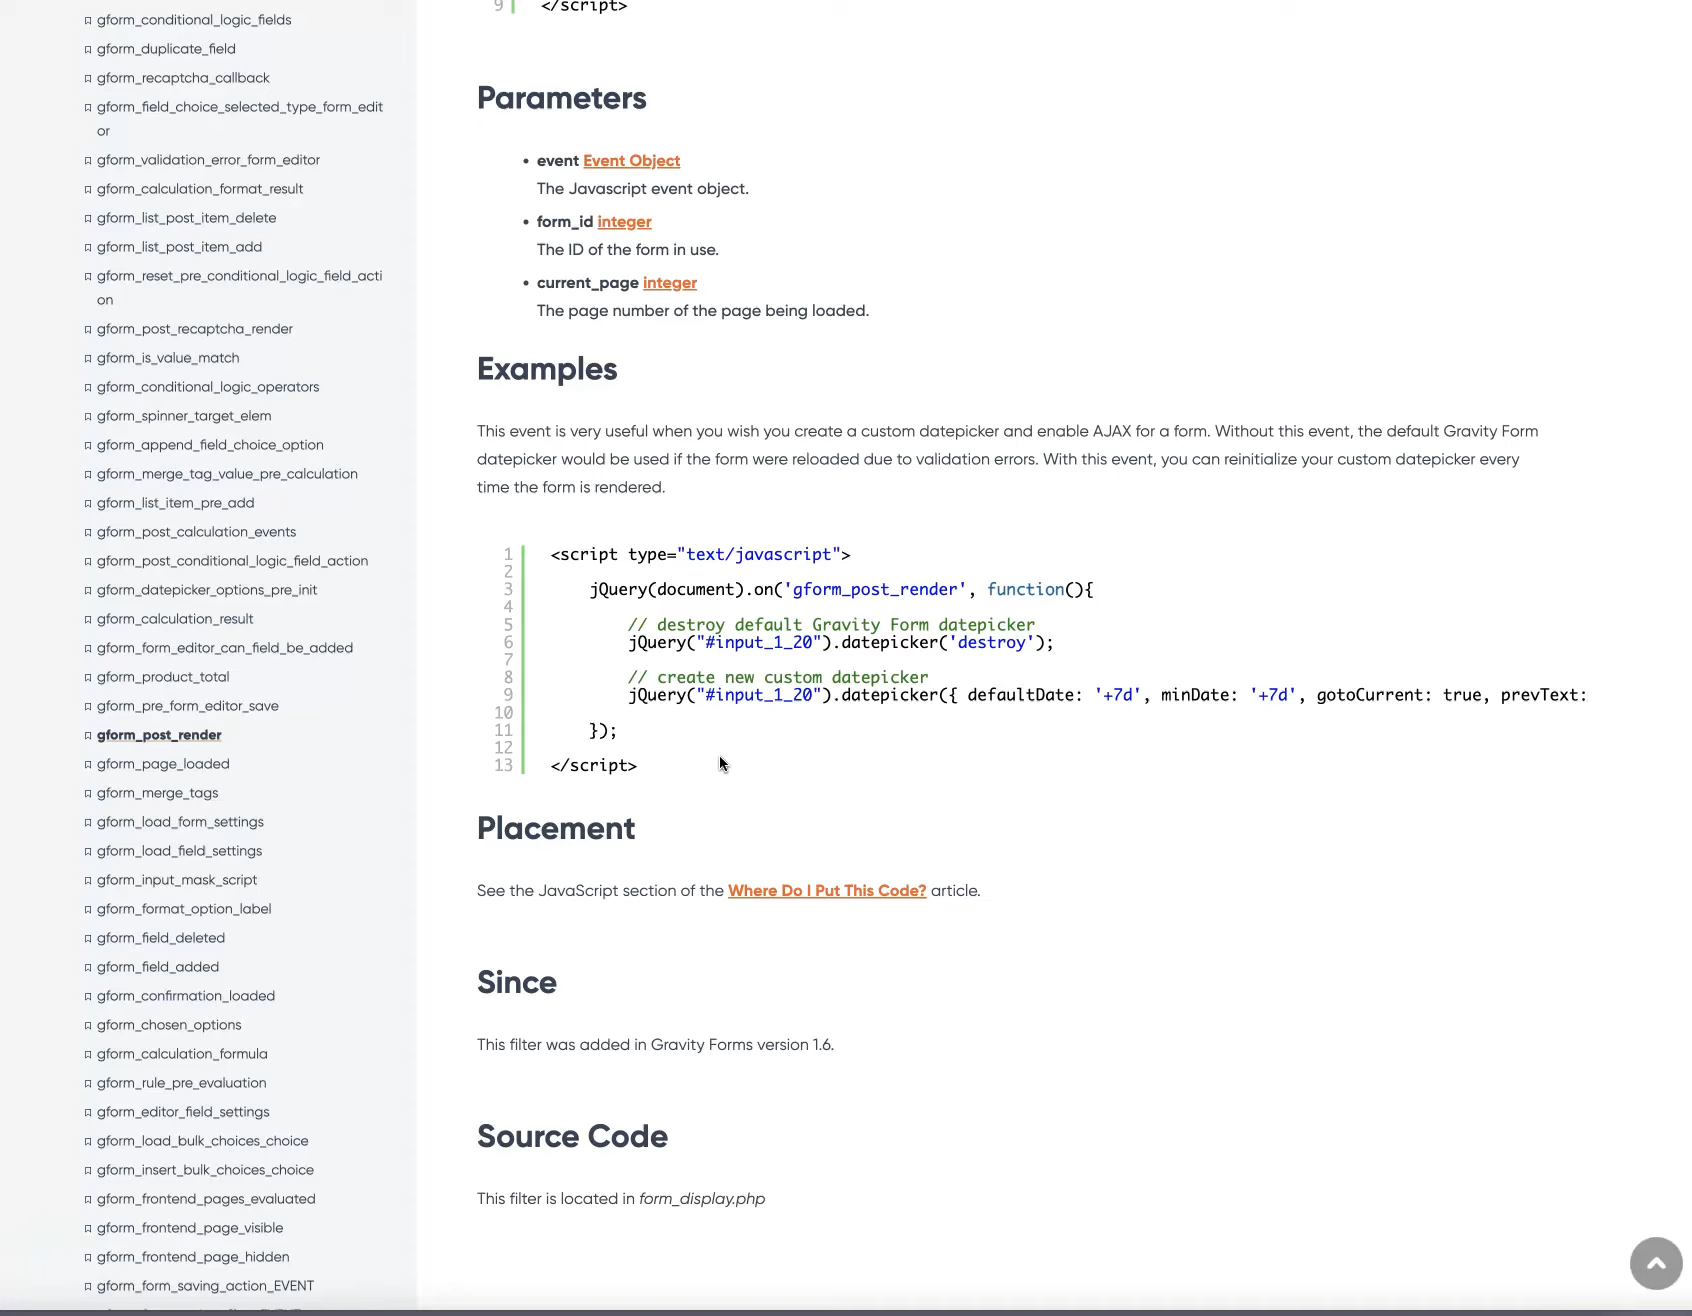 gform_conditional_logic_fields
gform_duplicate_field
gform_recaptcha_callback
gform_field_choice_selected_type_form_edit
or
gform_validation_error_form_editor
gform_calculation_format_result
gform_list_post_item_delete
gform_list_post_item_add
gform_reset_pre_conditional_logic_field_acti
on
gform_post_recaptcha_render
gform_is_value_match
gform_conditional_logic_operators
gform_spinner_target_elem
gform_append_field_choice_option
gform_merge_tag_value_pre_calculation
gform_list_item_pre_add
gform_post_calculation_events
gform_post_conditional_logic_field_action
gform_datepicker_options_pre_init
gform_calculation_result
gform_form_editor_can_field_be_added
gform_product_total
gform_pre_form_editor_save
gform_post_render
gform_page_loaded
gform_merge_tags
gform_load_form_settings
gform_load_field_settings
gform_input_mask_script
gform_format_option_label
gform_field_deleted
gform_field_added
gform_confirmation_loaded
gform_chosen_options
gform_calculation_formula
gform_rule_pre_evaluation
gform_editor_field_settings
gform_load_bulk_choices_choice
gform_insert_bulk_choices_choice
gform_frontend_pages_evaluated
gform_frontend_page_visible
gform_frontend_page_hidden
gform_form_saving_action_EVENT
9 </script>
Parameters
• event Event Object
The Javascript event object.
• form_id integer
The ID of the form in use.
• current_page integer
The page number of the page being loaded.
Examples
This event is very useful when you wish you create a custom datepicker and enable AJAX for a form. Without this event, the default Gravity Form
datepicker would be used if the form were reloaded due to validation errors. With this event, you can reinitialize your custom datepicker every
time the form is rendered.
1 <script type="text/javascript">
2
3 jQuery(document).on('gform_post_render', function(){
4
5 // destroy default Gravity Form datepicker
6 jQuery("#input_1_20").datepicker('destroy');
7
8 // create new custom datepicker
9 jQuery("#input_1_20").datepicker({ defaultDate: '+7d', minDate: '+7d', gotoCurrent: true, prevText:
10
11 });
12
13 </script>
Placement
See the JavaScript section of the Where Do I Put This Code? article.
Since
This filter was added in Gravity Forms version 1.6.
Source Code
This filter is located in form_display.php